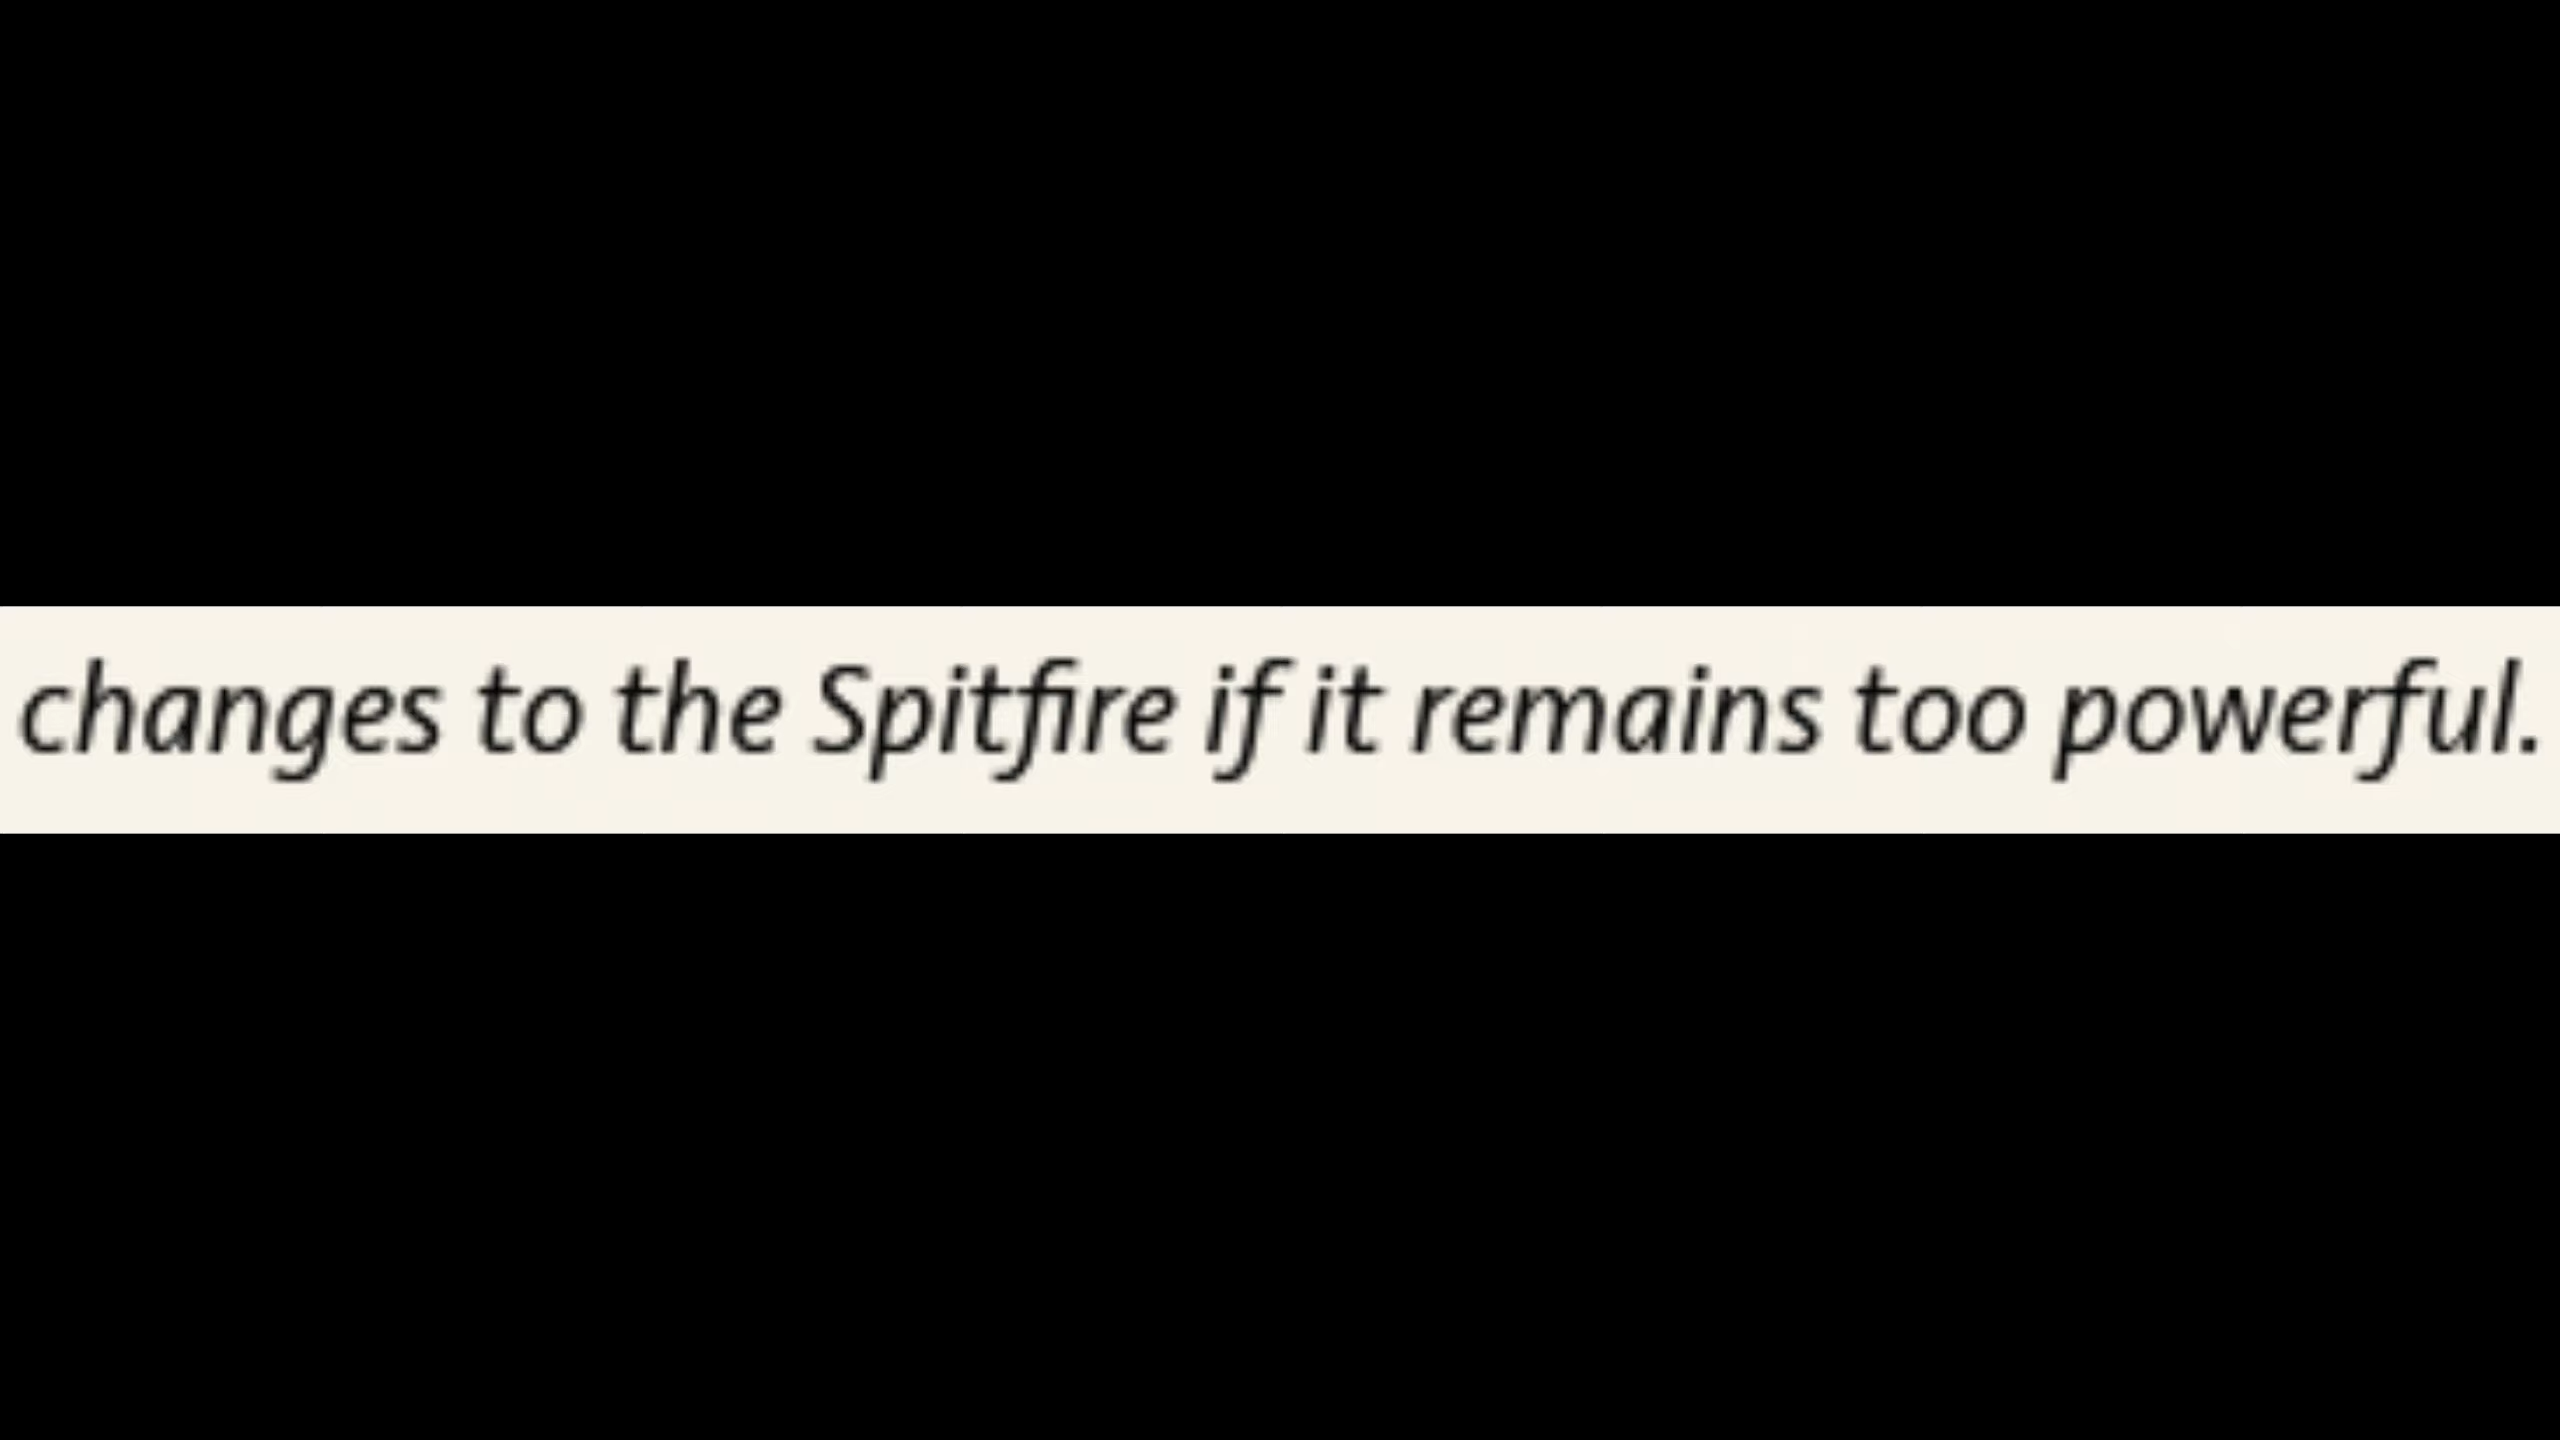 changes to the Spitfire if it remains too powerful.